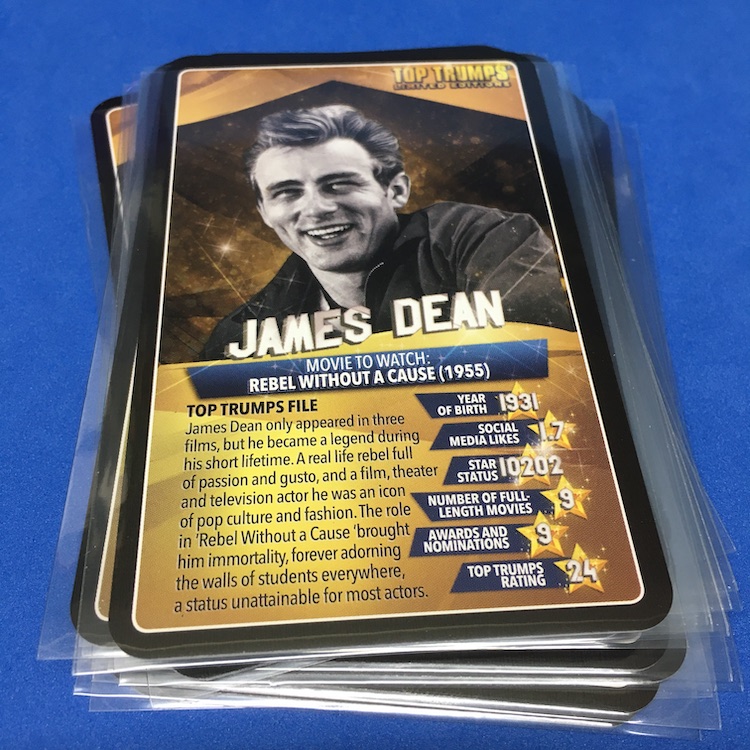 TOP TRUMPS
LIMITED EDITIONS
JAMES DEAN
MOVIE TO WATCH:
REBEL WITHOUT A CAUSE (1955)
TOP TRUMPS FILE
James Dean only appeared in three
films, but he became a legend during
his short lifetime. A real life rebel full
of passion and gusto, and a film, theater
and television actor he was an icon
of pop culture and fashion. The role
in 'Rebel Without a Cause 'brought
him immortality, forever adorning
the walls of students everywhere,
a status unattainable for most actors.
YEAR
OF BIRTH 1931
SOCIAL
MEDIA LIKES 1.7
STAR
STATUS 10202
NUMBER OF FULL-
LENGTH MOVIES 9
AWARDS AND
NOMINATIONS 9
TOP TRUMPS
RATING 24